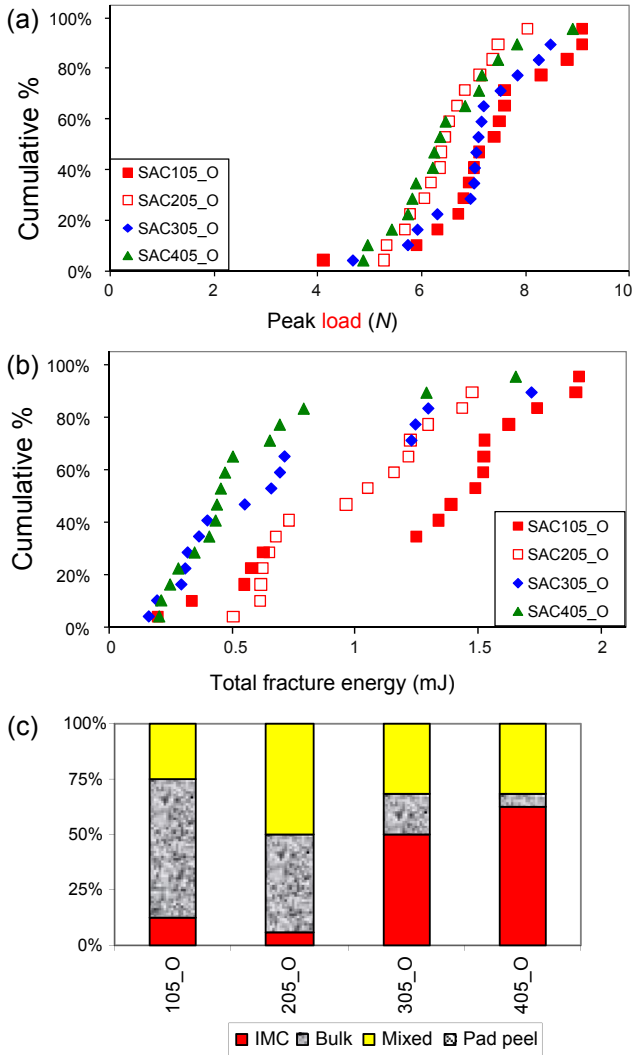 (a)
100%
80%
60%
40%
20%
0%
Cumulative %
SAC105_O
SAC205_O
SAC305_O
SAC405_O
0 2 4 6 8 10
Peak load (N)
(b)
100%
80%
60%
40%
20%
0%
Cumulative %
SAC105_O
SAC205_O
SAC305_O
SAC405_O
0 0.5 1 1.5 2
Total fracture energy (mJ)
(c)
100%
75%
50%
25%
0%
105_O
205_O
305_O
405_O
IMC Bulk Mixed Pad peel